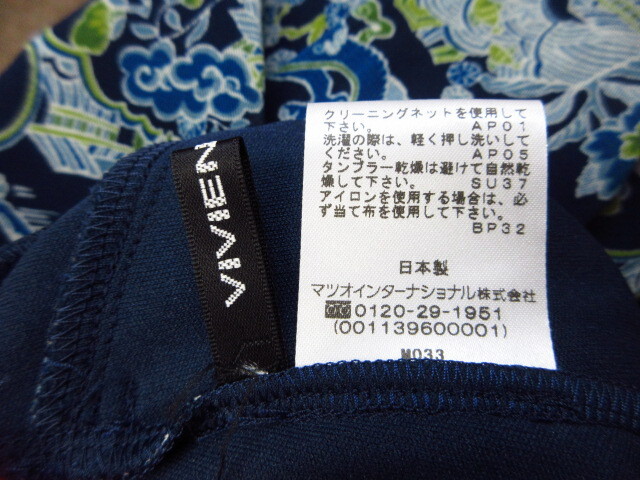 VIVIEN
クリーニングネットを使用して
下さい。 AP01
洗濯の際は、軽く押し洗いして
ください。 AP05
タンブラー乾燥は避けて自然乾
燥して下さい。 SU37
アイロンを使用する場合は、必
ず当て布を使用して下さい。
BP32
日本製
マツオインターナショナル株式会社
0120-29-1951
(001139600001)
M033